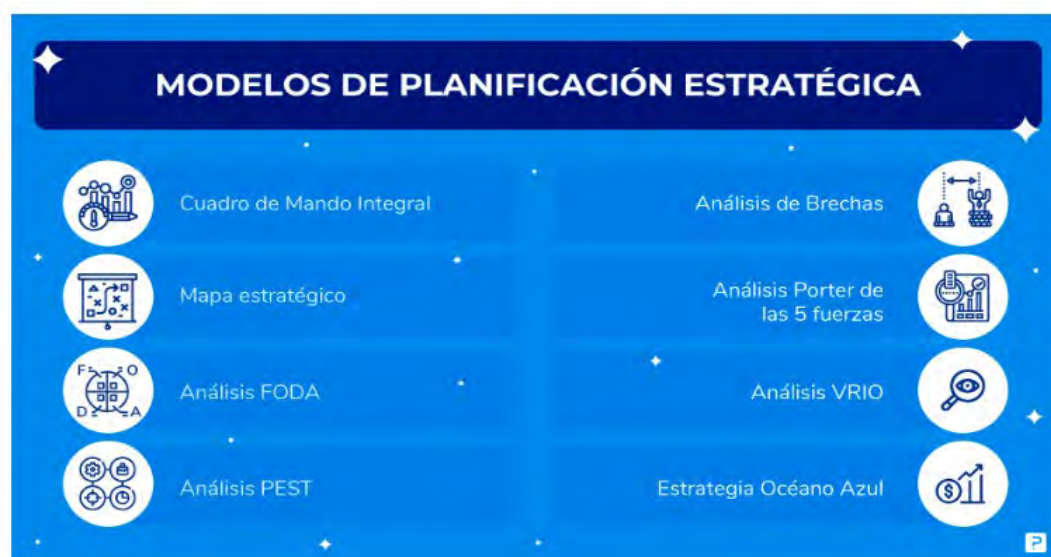 MODELOS DE PLANIFICACIÓN ESTRATÉGICA
Cuadro de Mando Integral
Mapa estratégico
F O
D A
Análisis FODA
Análisis PEST
Análisis de Brechas
Análisis Porter de
las 5 fuerzas
Análisis VRIO
Estrategia Océano Azul
$
P